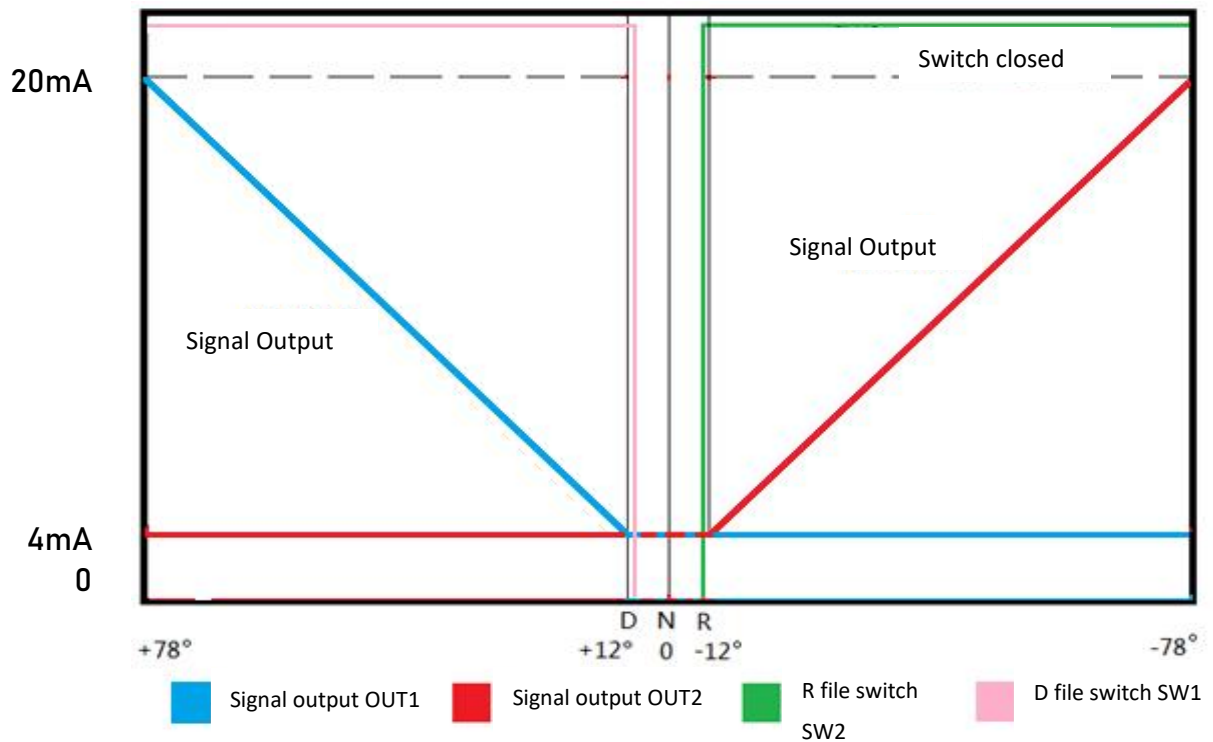 Switch closed
20mA
Signal Output
Signal Output
4mA
0
D N R
+78° +12° 0 -12° -78°
Signal output OUT1
Signal output OUT2
R file switch
SW2
D file switch SW1